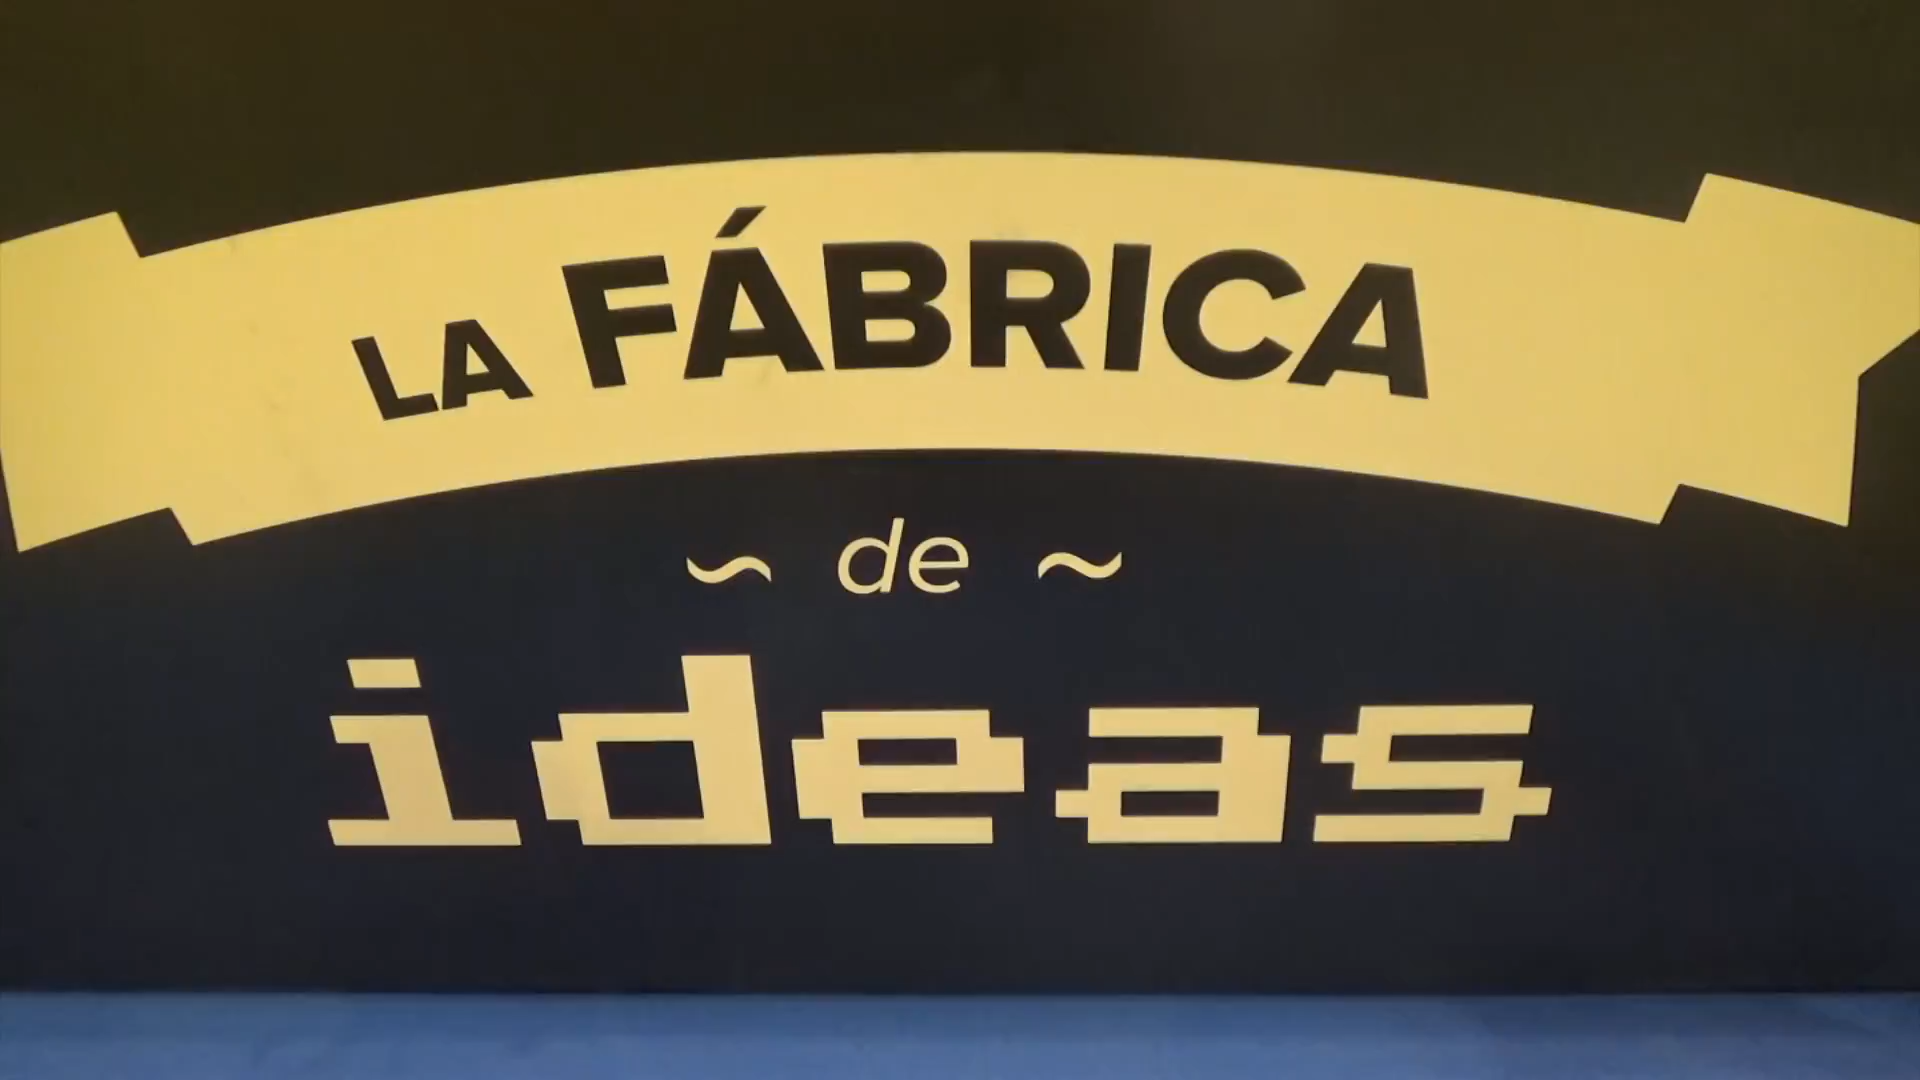 LA FÁBRICA
~ de ~
ideas